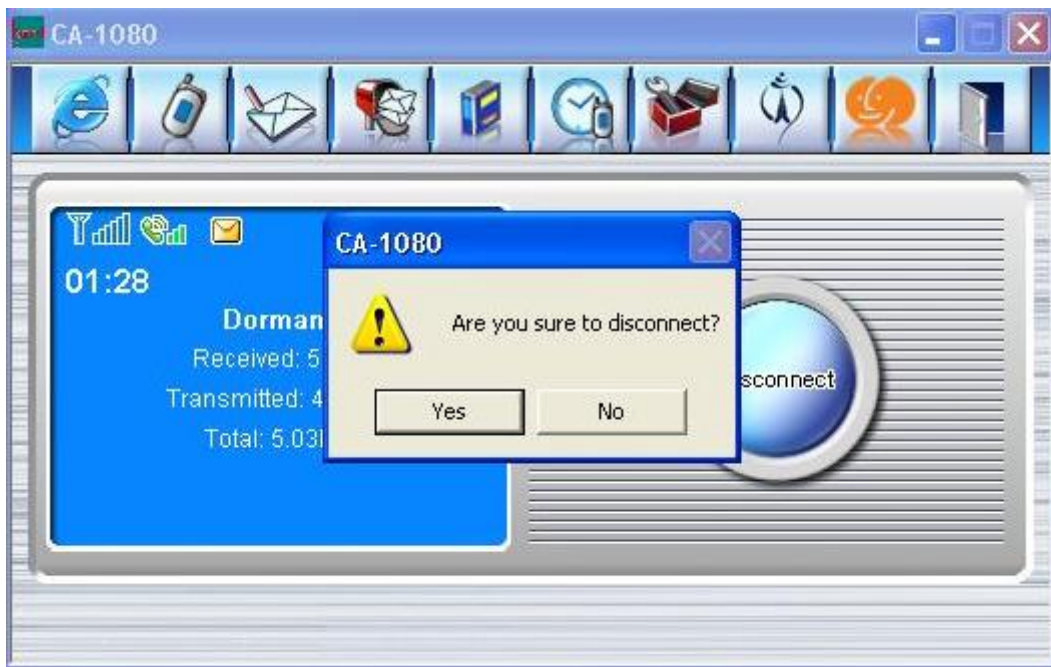 CA-1080
CA-1080
01:28
Are you sure to disconnect?
Dorman
Received: 5
Transmitted: 4
sconnect
Yes
No
Total: 5.03